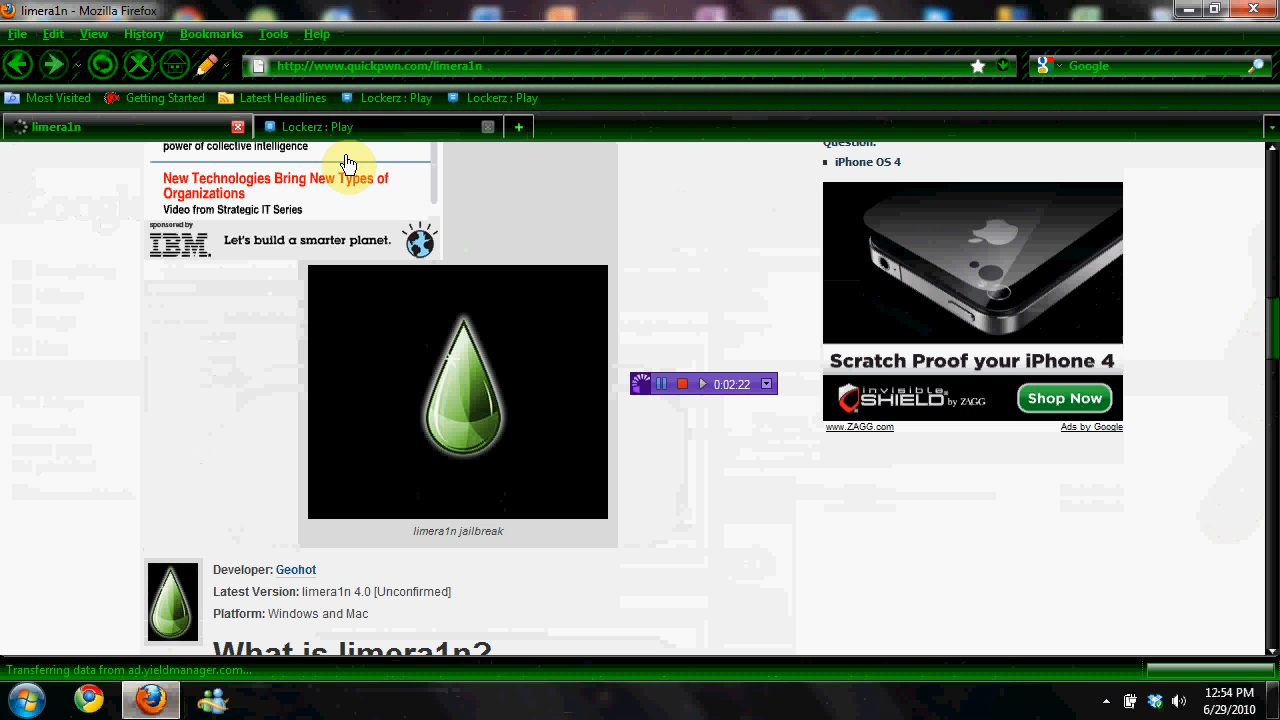 limera1n - Mozilla Firefox
File Edit View History Bookmarks Tools Help
http://www.quickpwn.com/limera1n
Google
Most Visited Getting Started Latest Headlines Lockerz : Play Lockerz : Play
limera1n Lockerz : Play
power of collective intelligence
New Technologies Bring New Types of
Organizations
Video from Strategic IT Series
sponsored by
IBM. Let's build a smarter planet.
limera1n jailbreak
Developer: Geohot
Latest Version: limera1n 4.0 [Unconfirmed]
Platform: Windows and Mac
What is limera1n?
0:02:22
Question:
iPhone OS 4
Scratch Proof your iPhone 4
invisible
SHIELD by ZAGG
Shop Now
www.ZAGG.com Ads by Google
Transferring data from ad.yieldmanager.com...
12:54 PM
6/29/2010